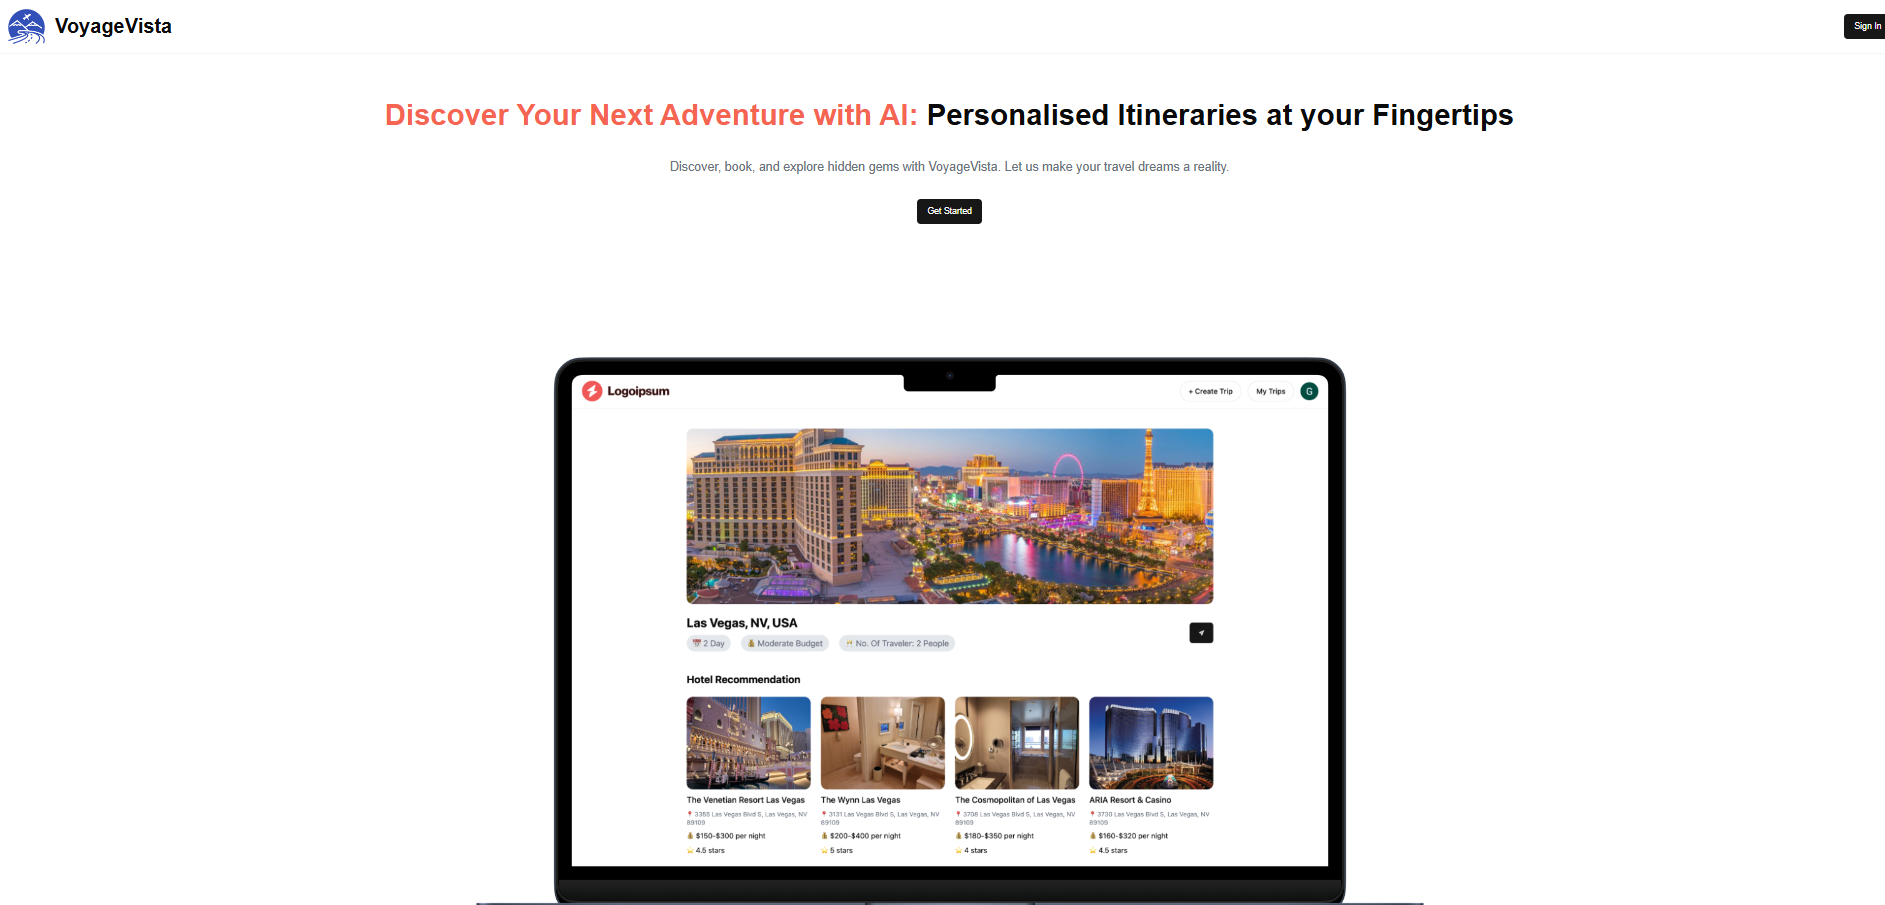 VoyageVista
Sign In
Discover Your Next Adventure with AI: Personalised Itineraries at your Fingertips
Discover, book, and explore hidden gems with VoyageVista. Let us make your travel dreams a reality.
Get Started
Logoipsum
+ Create Trip
My Trips
G
Las Vegas, NV, USA
2 Day
Moderate Budget
No. Of Traveler: 2 People
Hotel Recommendation
The Venetian Resort Las Vegas
3355 Las Vegas Blvd S, Las Vegas, NV
89109
$150-$300 per night
4.5 stars
The Wynn Las Vegas
3131 Las Vegas Blvd S, Las Vegas, NV
89109
$200-$400 per night
5 stars
The Cosmopolitan of Las Vegas
3708 Las Vegas Blvd S, Las Vegas, NV
89109
$180-$350 per night
4 stars
ARIA Resort & Casino
3730 Las Vegas Blvd S, Las Vegas, NV
89109
$160-$320 per night
4.5 stars